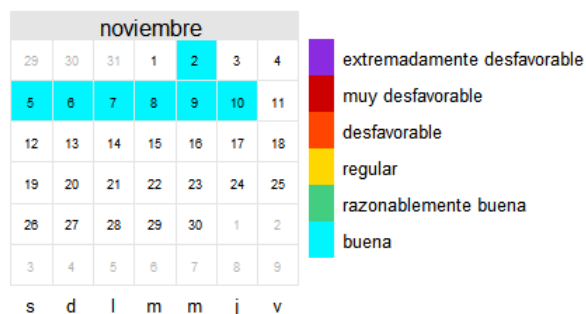 noviembre
29 30 31 1 2 3 4
5 6 7 8 9 10 11
12 13 14 15 16 17 18
19 20 21 22 23 24 25
26 27 28 29 30 1 2
3 4 5 6 7 8 9
s d l m m j v
extremadamente desfavorable
muy desfavorable
desfavorable
regular
razonablemente buena
buena